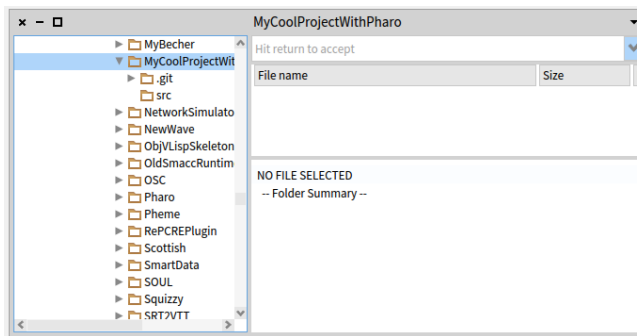 MyCoolProjectWithPharo
MyBecher
MyCoolProjectWit
.git
src
NetworkSimulato
NewWave
ObjVLispSkeleton
OldSmaccRuntim
OSC
Pharo
Pheme
RePCREPlugin
Scottish
SmartData
SOUL
Squizzy
SRT2VTT
Hit return to accept
File name Size
NO FILE SELECTED
-- Folder Summary --